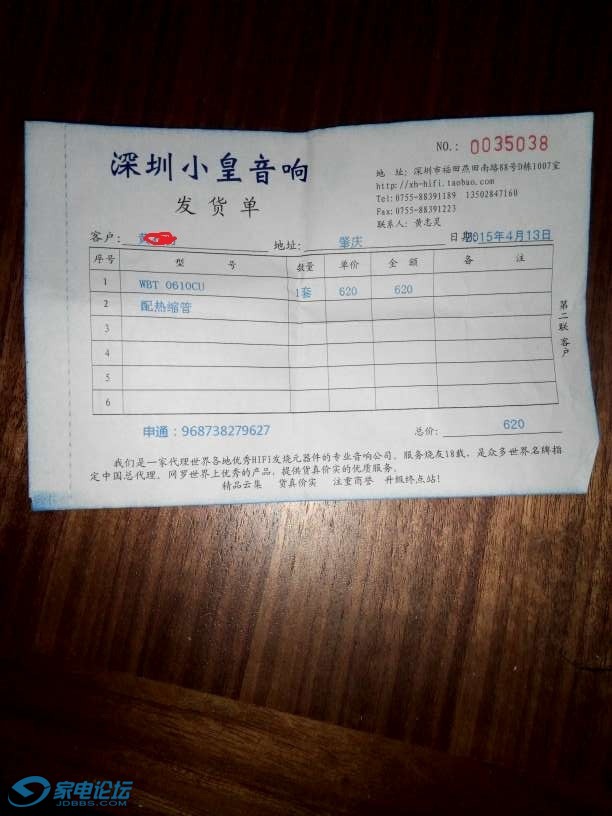 NO.: 0035038
深圳小皇音响
发货单
地 址: 深圳市福田燕田南路88号D栋1007室
http://xh-hifi.taobao.com
Tel:0755-88391189 13502847160
Fax:0755-88391223
联系人: 黄志灵
客户: 地址: 肇庆 日期: 2015年4月13日
序号 型 号 数量 单价 金 额 备 注
1 WBT 0610CU 1套 620 620
2 配热缩管
3
4
5
6
第二联 客户
申通：968738279627 总价: 620
我们是一家代理世界各地优秀HIFI发烧元器件的专业音响公司。服务烧友18载，是众多世界名牌指
定中国总代理。网罗世界上优秀的产品，提供货真价实的优质服务。
精品云集 货真价实 注重商誉 升级终点站!
家电论坛
JDBBS.COM